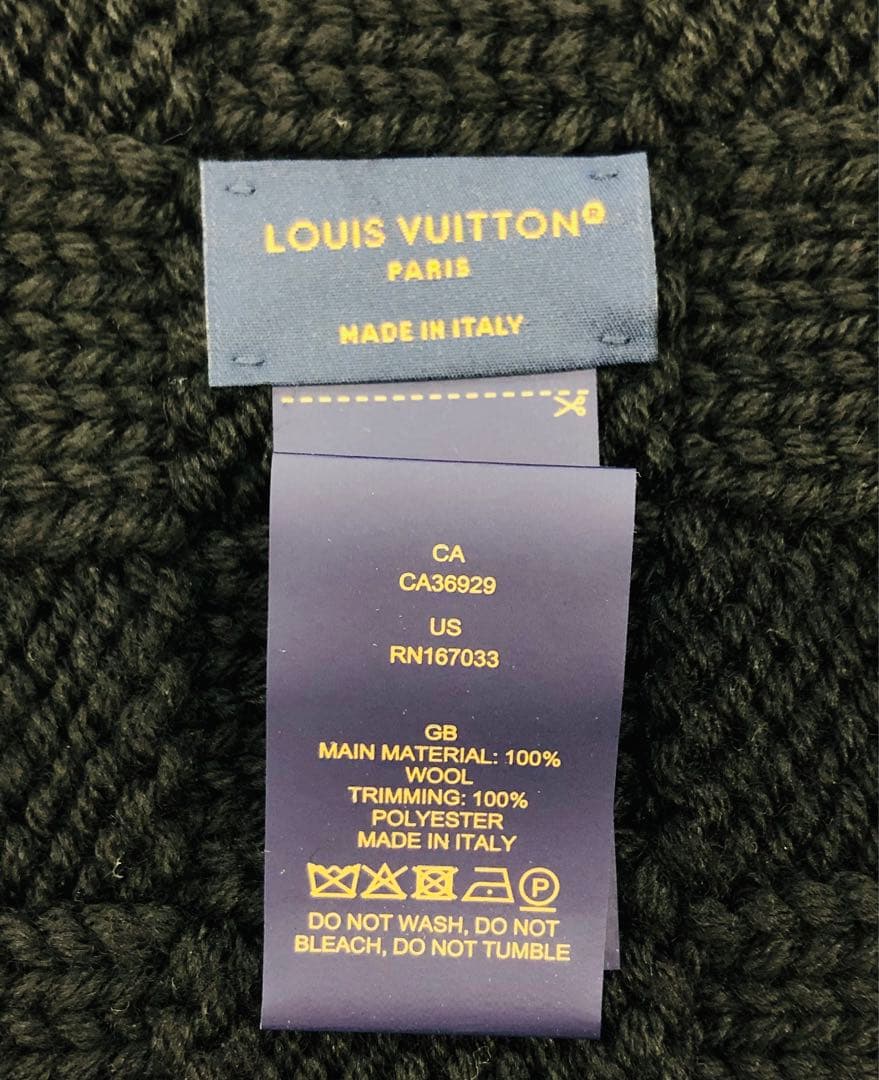 LOUIS VUITTON®
PARIS
MADE IN ITALY
CA
CA36929
US
RN167033
GB
MAIN MATERIAL: 100%
WOOL
TRIMMING: 100%
POLYESTER
MADE IN ITALY
P
DO NOT WASH, DO NOT
BLEACH, DO NOT TUMBLE